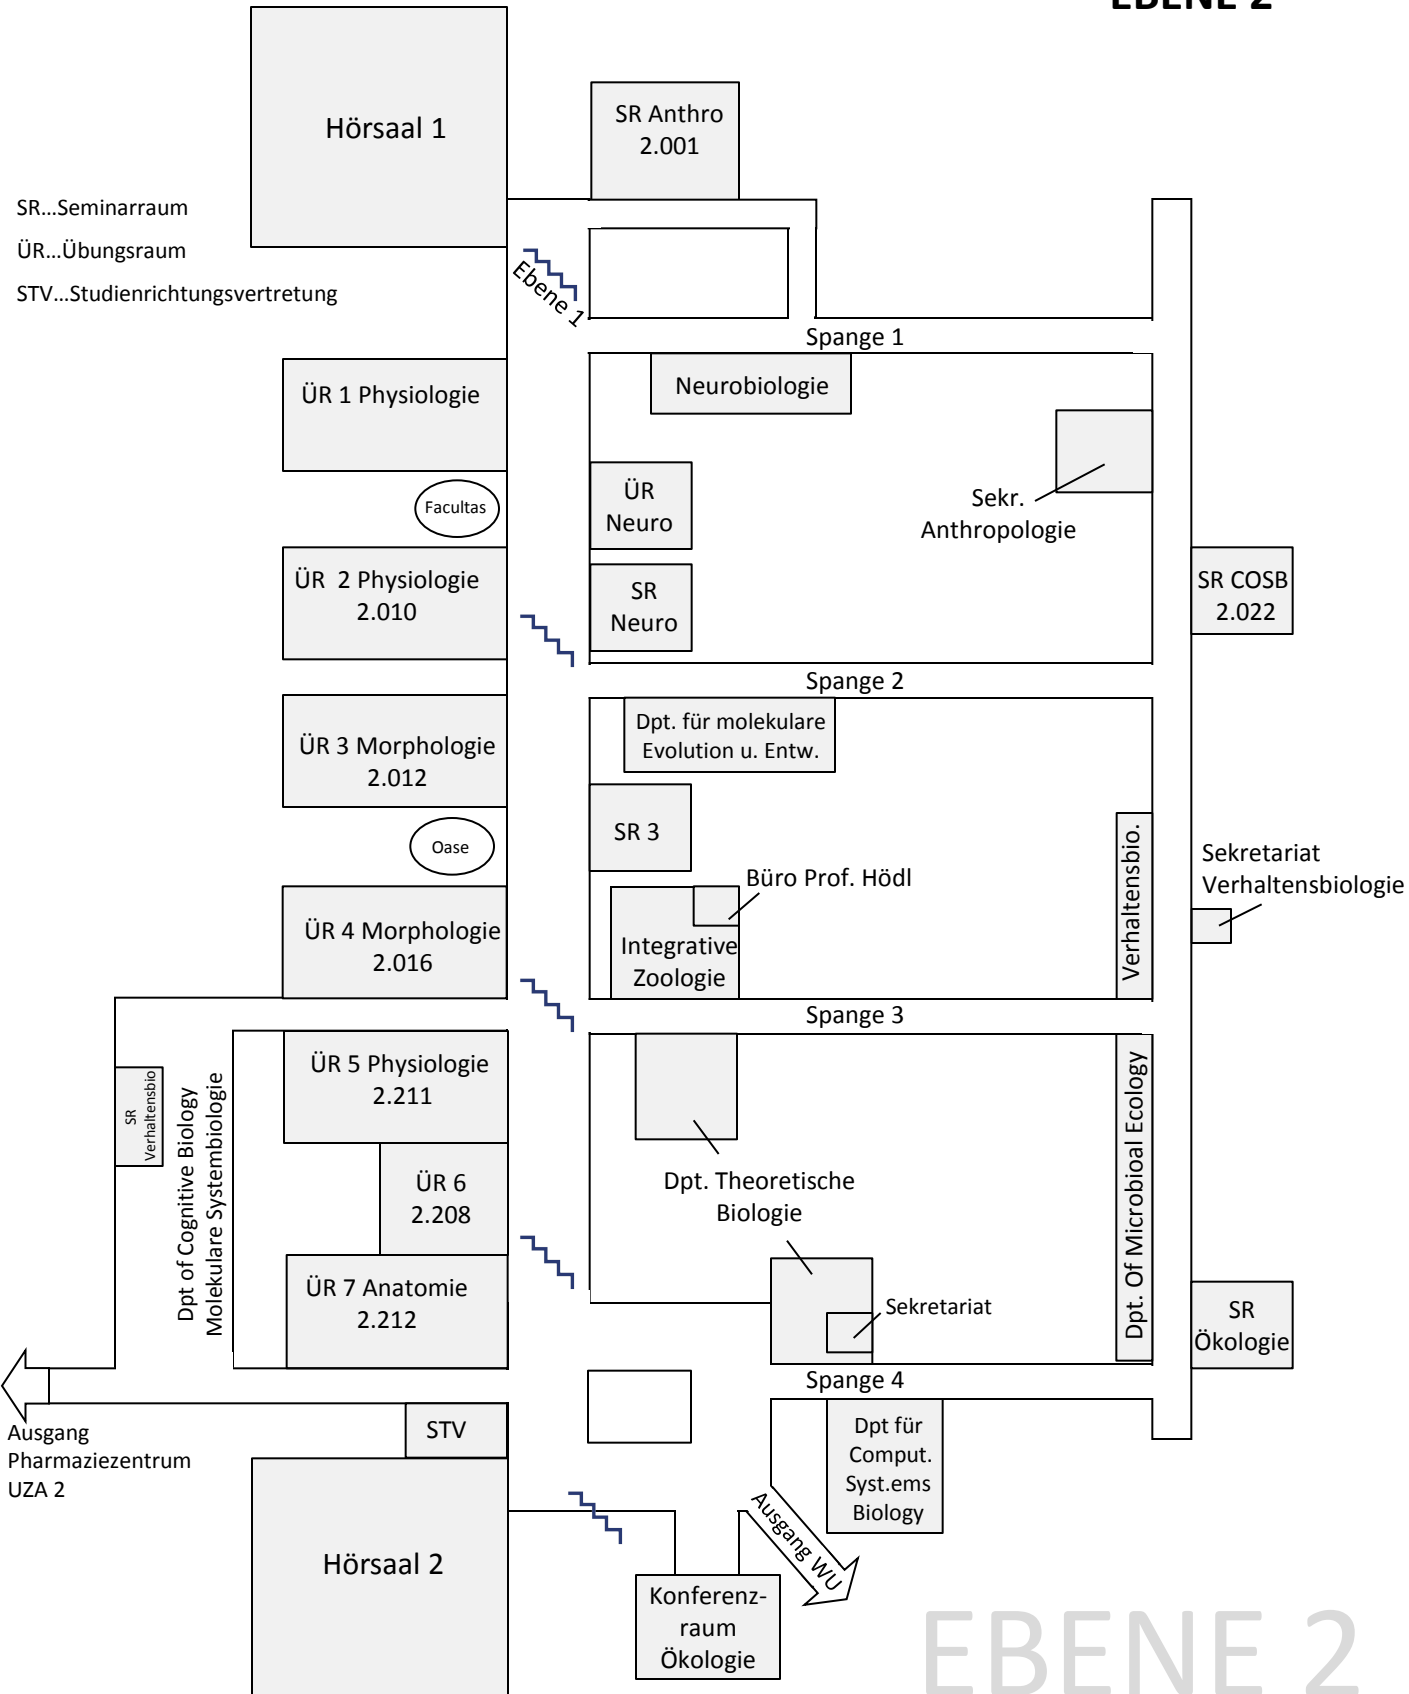 EBENE 2
Hörsaal 1
SR Anthro
2.001
SR...Seminarraum
ÜR...Übungsraum
STV...Studienrichtungsvertretung
Ebene 1
Spange 1
ÜR 1 Physiologie
Neurobiologie
Facultas
ÜR
Neuro
Sekr.
Anthropologie
ÜR  2 Physiologie
2.010
SR
Neuro
SR COSB
2.022
Spange 2
ÜR 3 Morphologie
2.012
Dpt. für molekulare
Evolution u. Entw.
Oase
SR 3
Verhaltensbio.
Sekretariat
Verhaltensbiologie
Büro Prof. Hödl
ÜR 4 Morphologie
2.016
Integrative
Zoologie
Spange 3
ÜR 5 Physiologie
2.211
SR
Verhaltensbio
Dpt of Cognitive Biology
Molekulare Systembiologie
ÜR 6
2.208
Dpt. Theoretische
Biologie
Dpt. Of Microbioal Ecology
ÜR 7 Anatomie
2.212
Sekretariat
SR
Ökologie
Spange 4
Ausgang
Pharmaziezentrum
UZA 2
STV
Dpt für
Comput.
Syst.ems
Biology
Ausgang WU
Hörsaal 2
Konferenz-
raum
Ökologie
EBENE 2